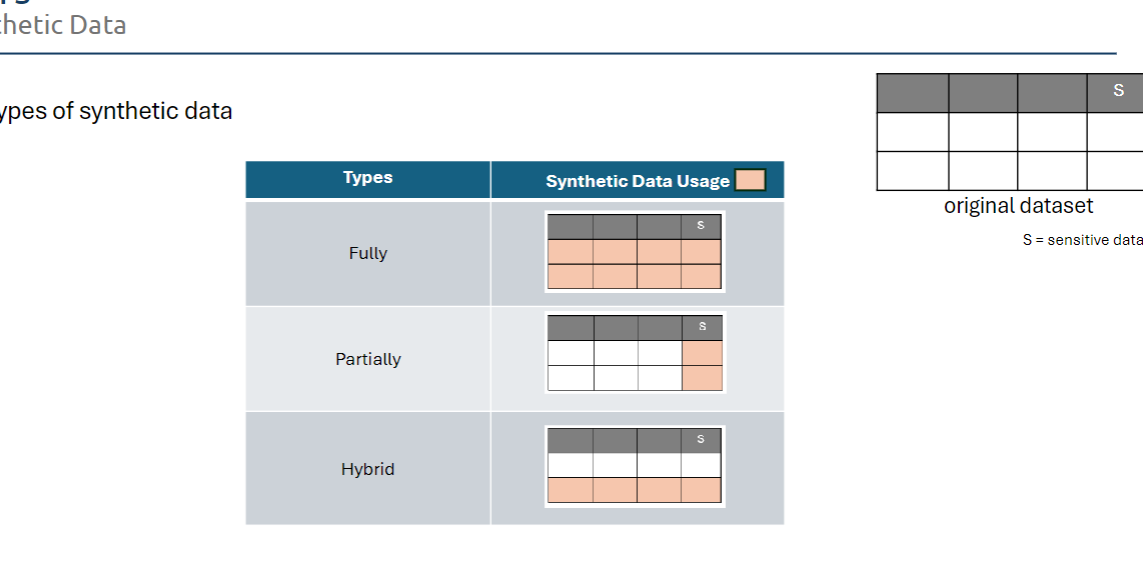 thetic Data
ypes of synthetic data
S
original dataset
S = sensitive data
Types
Synthetic Data Usage
S
Fully
S
Partially
S
Hybrid